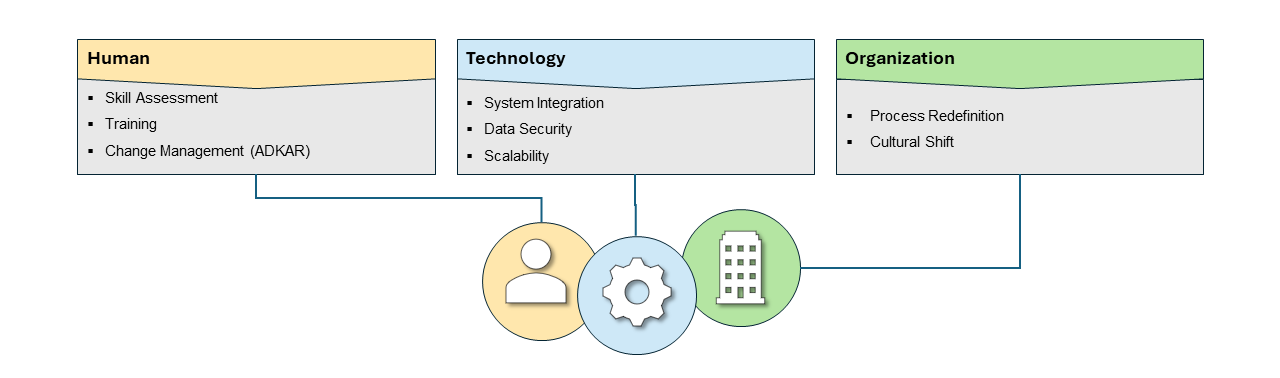 Human
▪ Skill Assessment
▪ Training
▪ Change Management (ADKAR)
Technology
▪ System Integration
▪ Data Security
▪ Scalability
Organization
▪ Process Redefinition
▪ Cultural Shift